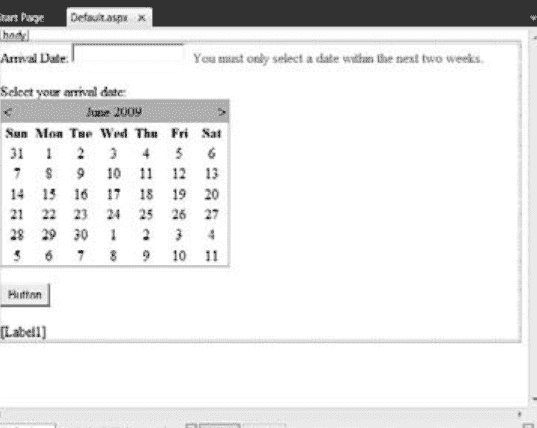 Start Page Default.aspx ×
body
Arrival Date: You must only select a date within the next two weeks.
Select your arrival date:
< June 2009 >
Sun Mon Tue Wed Thu Fri Sat
31 1 2 3 4 5 6
7 8 9 10 11 12 13
14 15 16 17 18 19 20
21 22 23 24 25 26 27
28 29 30 1 2 3 4
5 6 7 8 9 10 11
Button
[Label1]